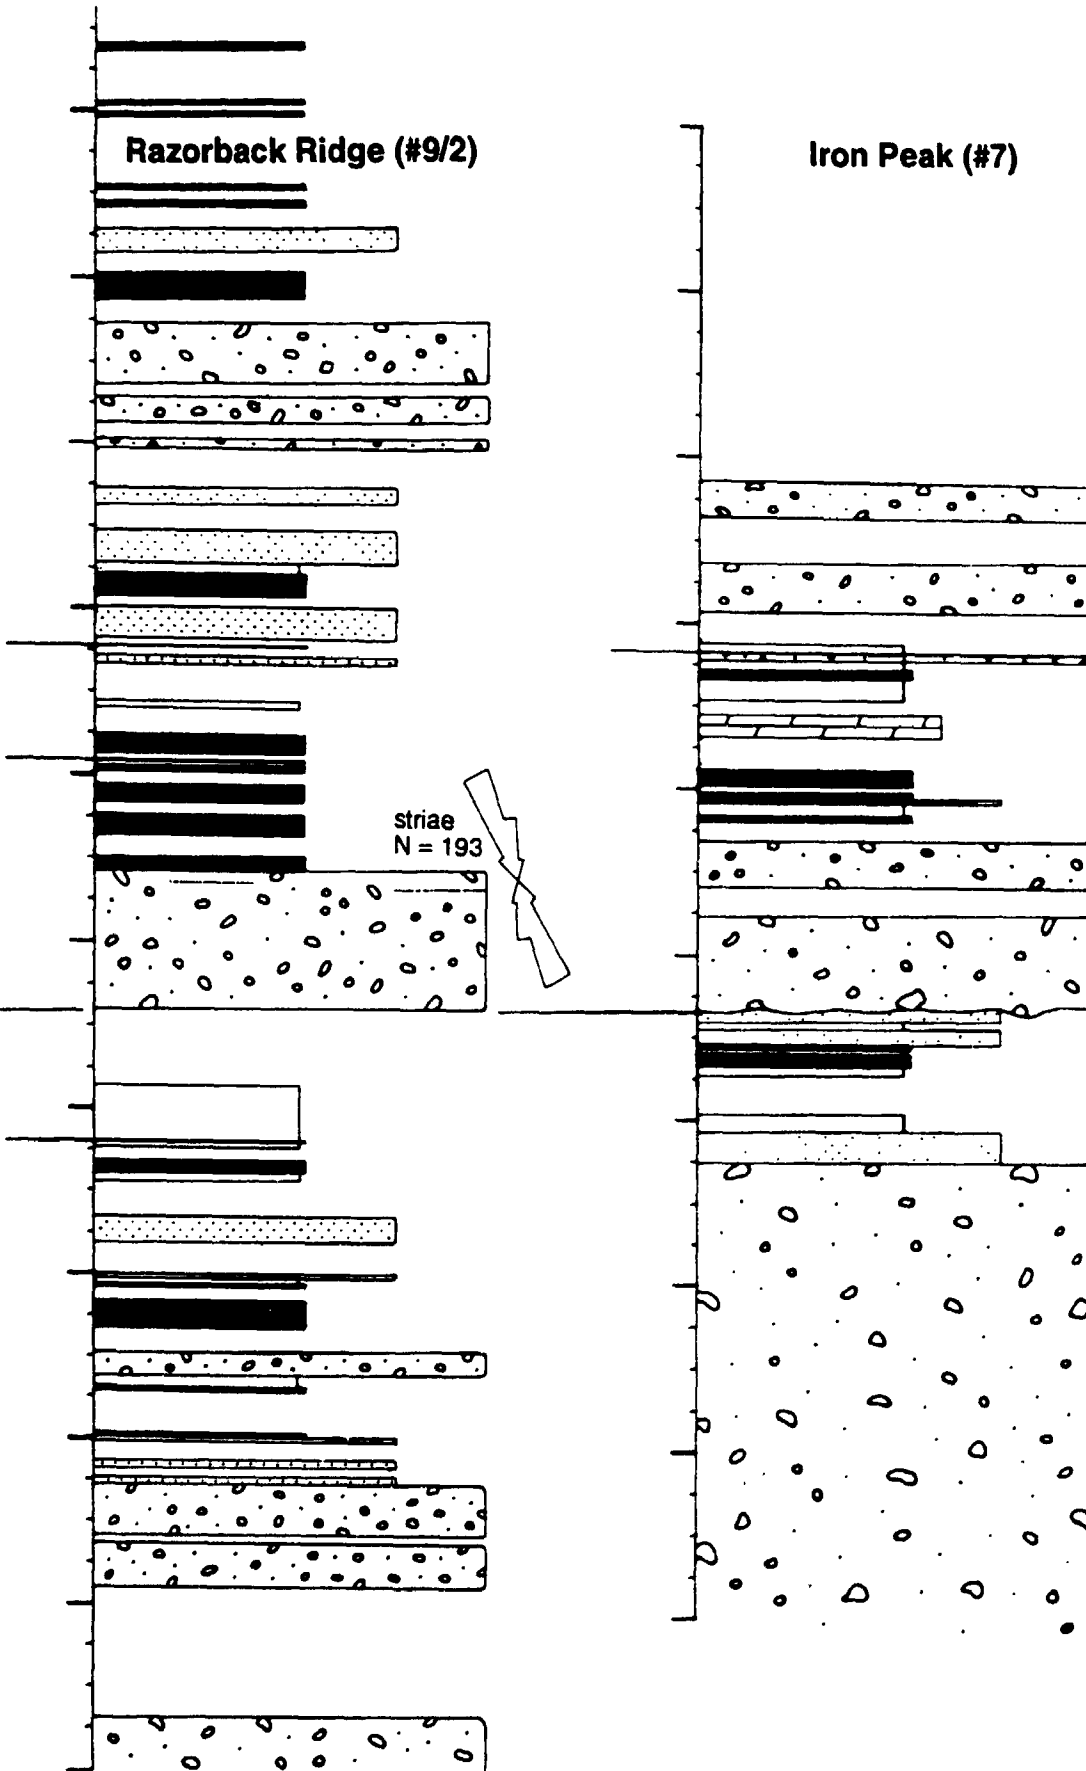 Razorback Ridge (#9/2)
Iron Peak (#7)
striae
N = 193